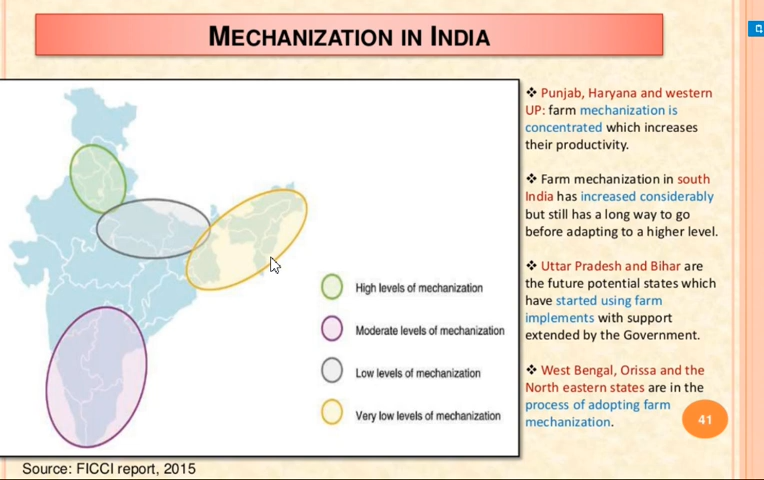 MECHANIZATION IN INDIA
❖ Punjab, Haryana and western
UP: farm mechanization is
concentrated which increases
their productivity.
❖ Farm mechanization in south
India has increased considerably
but still has a long way to go
before adapting to a higher level.
❖ Uttar Pradesh and Bihar are
the future potential states which
have started using farm
implements with support
extended by the Government.
❖ West Bengal, Orissa and the
North eastern states are in the
process of adopting farm
mechanization.
High levels of mechanization
Moderate levels of mechanization
Low levels of mechanization
Very low levels of mechanization
41
Source: FICCI report, 2015